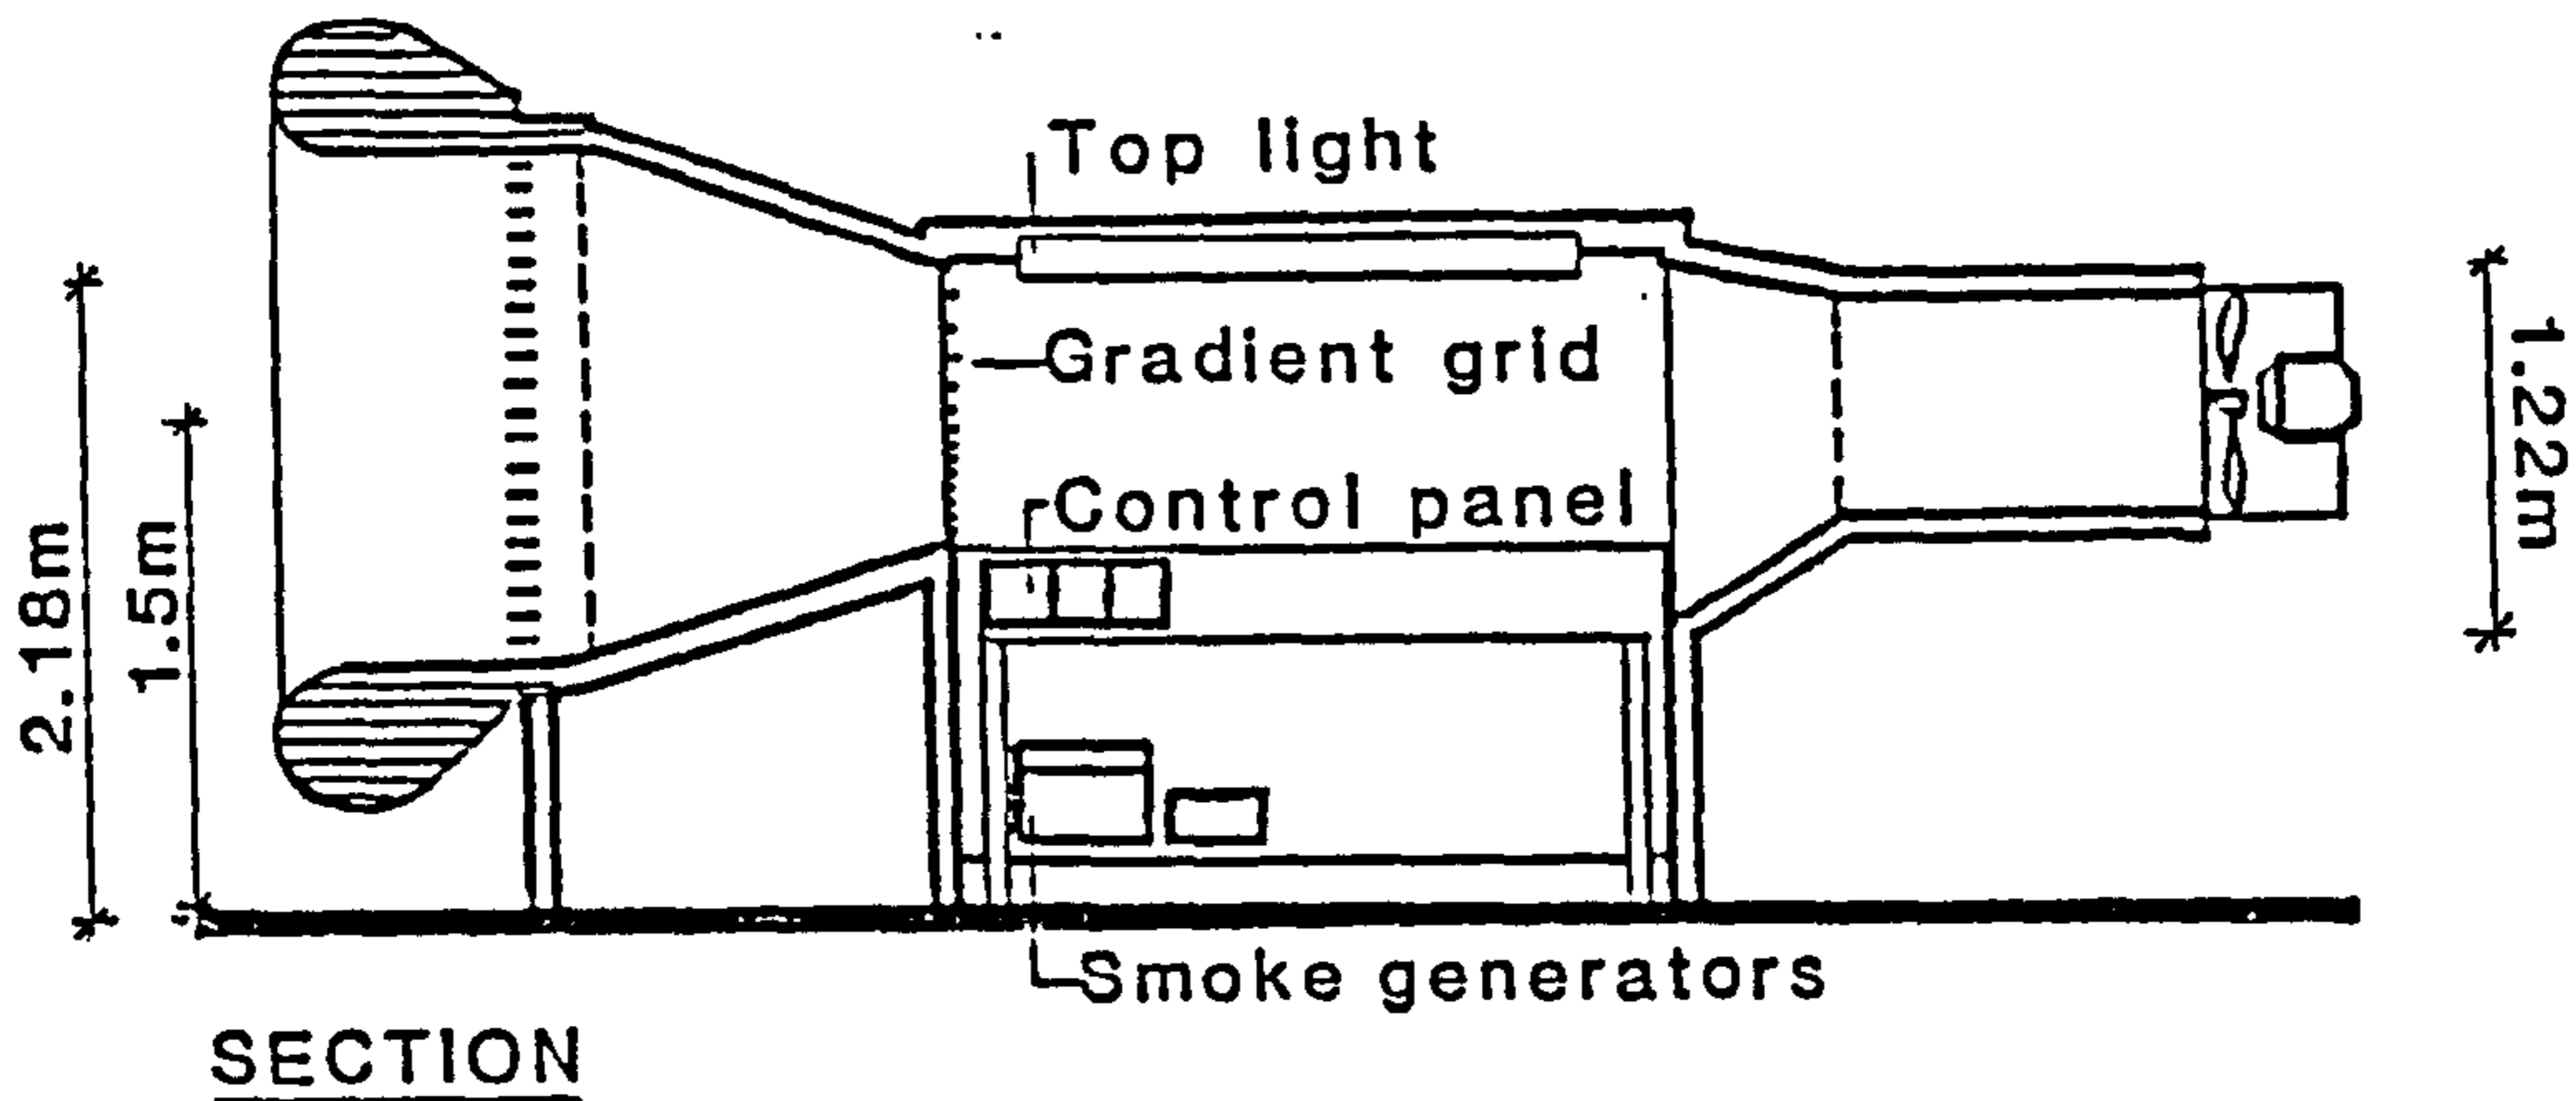 Top light
Gradient grid
Control panel
2.18m
1.5m
1.22m
Smoke generators
SECTION